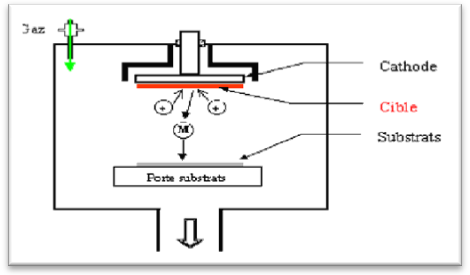 Gaz
Cathode
Cible
+
+
M
Substrats
Porte substrats